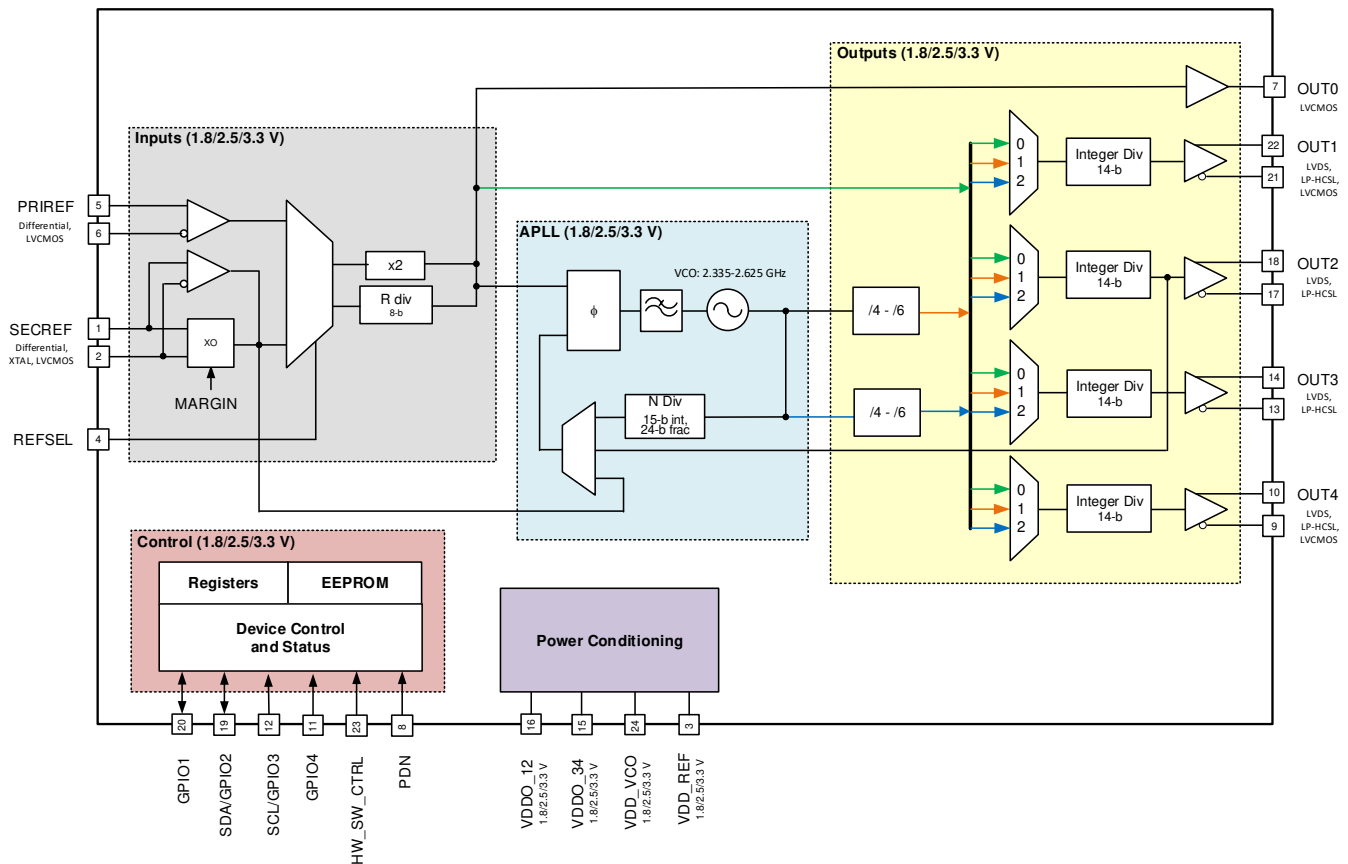 Outputs (1.8/2.5/3.3 V)
7
OUT0
LVCMOS
Inputs (1.8/2.5/3.3 V)
PRIREF
Differential,
LVCMOS
5
6
SECREF
Differential,
XTAL, LVCMOS
1
2
XO
MARGIN
REFSEL
4
x2
R div
8-b
APLL (1.8/2.5/3.3 V)
VCO: 2.335-2.625 GHz
ϕ
N Div
15-b int,
24-b frac
/4 - /6
/4 - /6
0
1
2
Integer Div
14-b
22
21
OUT1
LVDS,
LP-HCSL,
LVCMOS
0
1
2
Integer Div
14-b
18
17
OUT2
LVDS,
LP-HCSL
0
1
2
Integer Div
14-b
14
13
OUT3
LVDS,
LP-HCSL
0
1
2
Integer Div
14-b
10
9
OUT4
LVDS,
LP-HCSL,
LVCMOS
Control (1.8/2.5/3.3 V)
Registers
EEPROM
Device Control
and Status
20
19
12
11
23
8
GPIO1
SDA/GPIO2
SCL/GPIO3
GPIO4
HW_SW_CTRL
PDN
Power Conditioning
16
15
24
3
VDDO_12
1.8/2.5/3.3 V
VDDO_34
1.8/2.5/3.3 V
VDD_VCO
1.8/2.5/3.3 V
VDD_REF
1.8/2.5/3.3 V